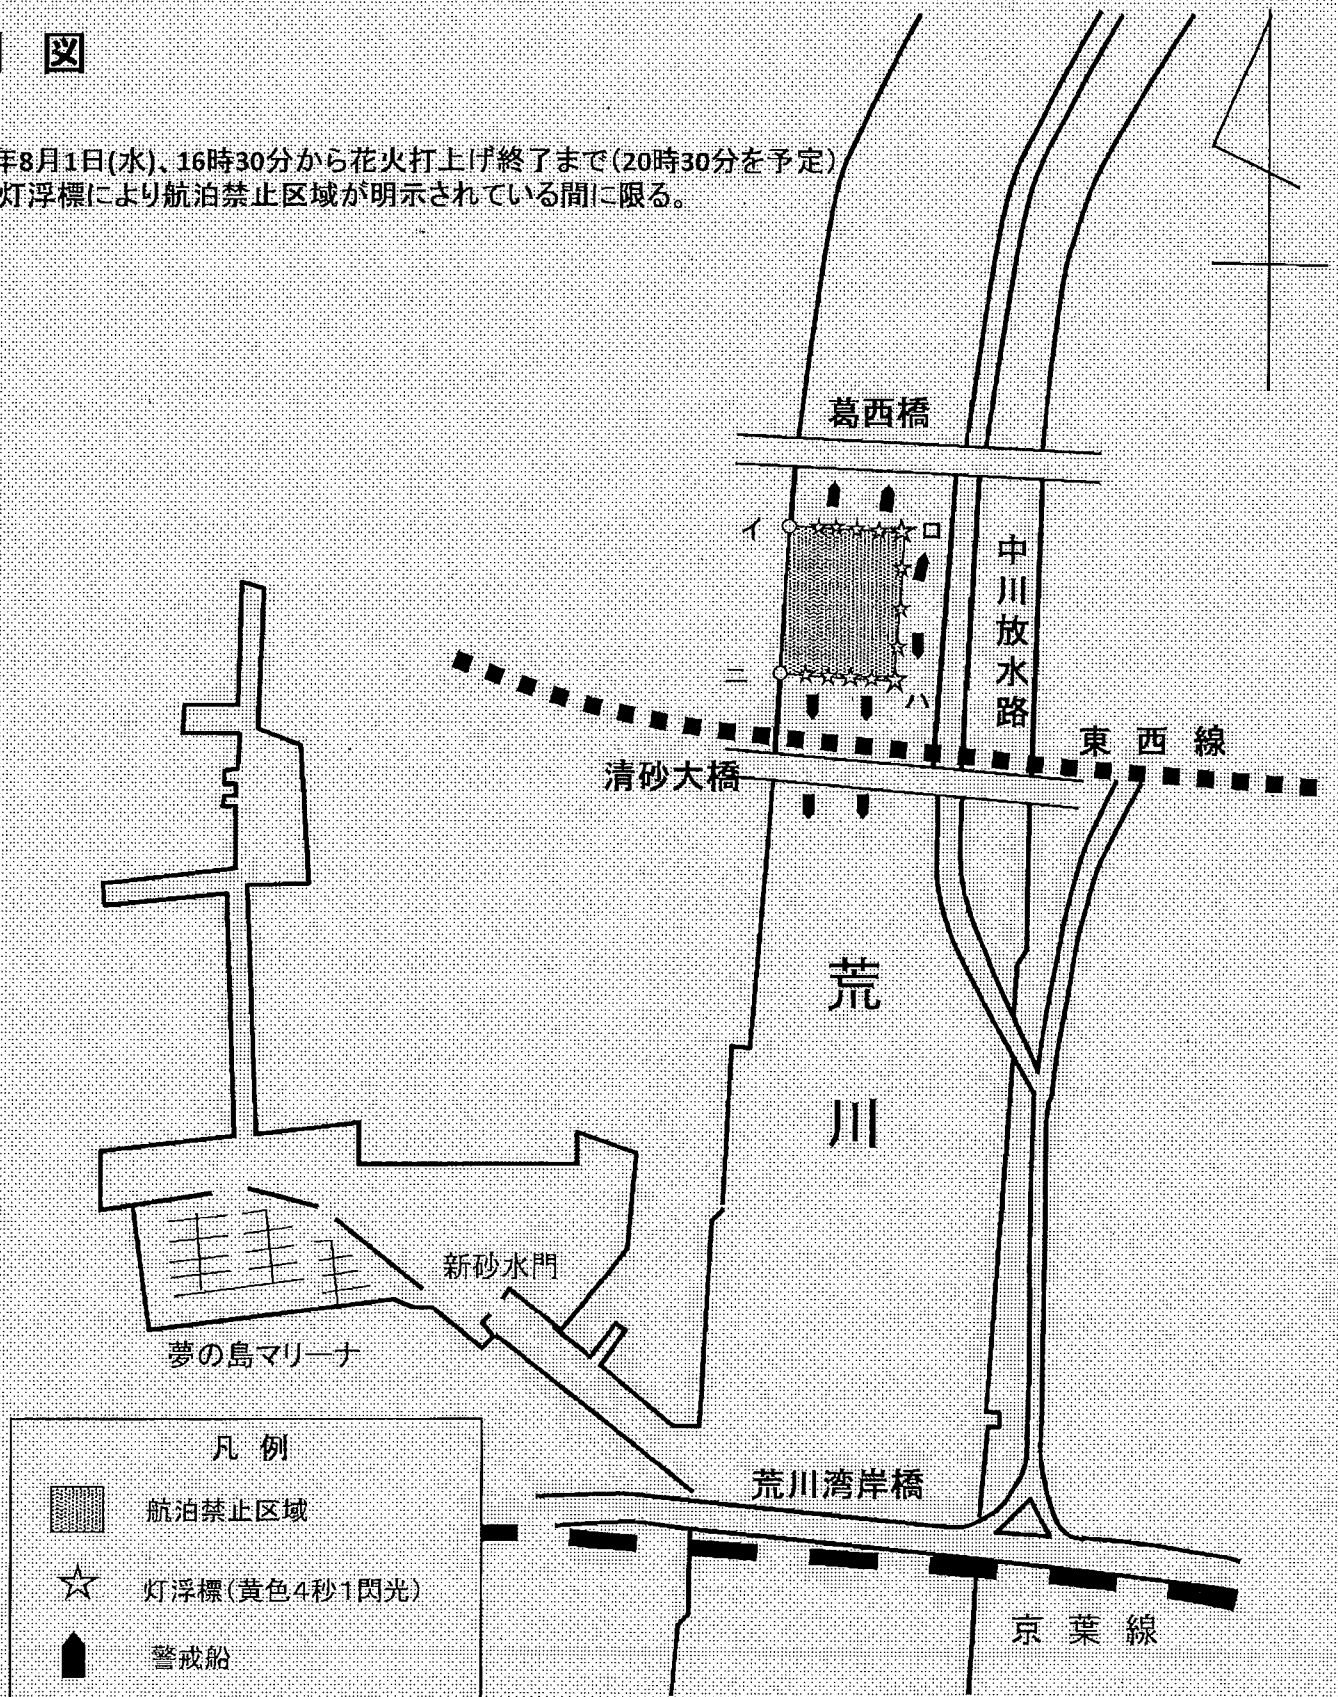 図
年8月1日(水)、16時30分から花火打上げ終了まで(20時30分を予定)
灯浮標により航泊禁止区域が明示されている間に限る。
葛西橋
イ
ロ
中川放水路
ニ
ハ
東西線
清砂大橋
荒川
新砂水門
夢の島マリーナ
荒川湾岸橋
京葉線
凡例
航泊禁止区域
灯浮標(黄色4秒1閃光)
警戒船